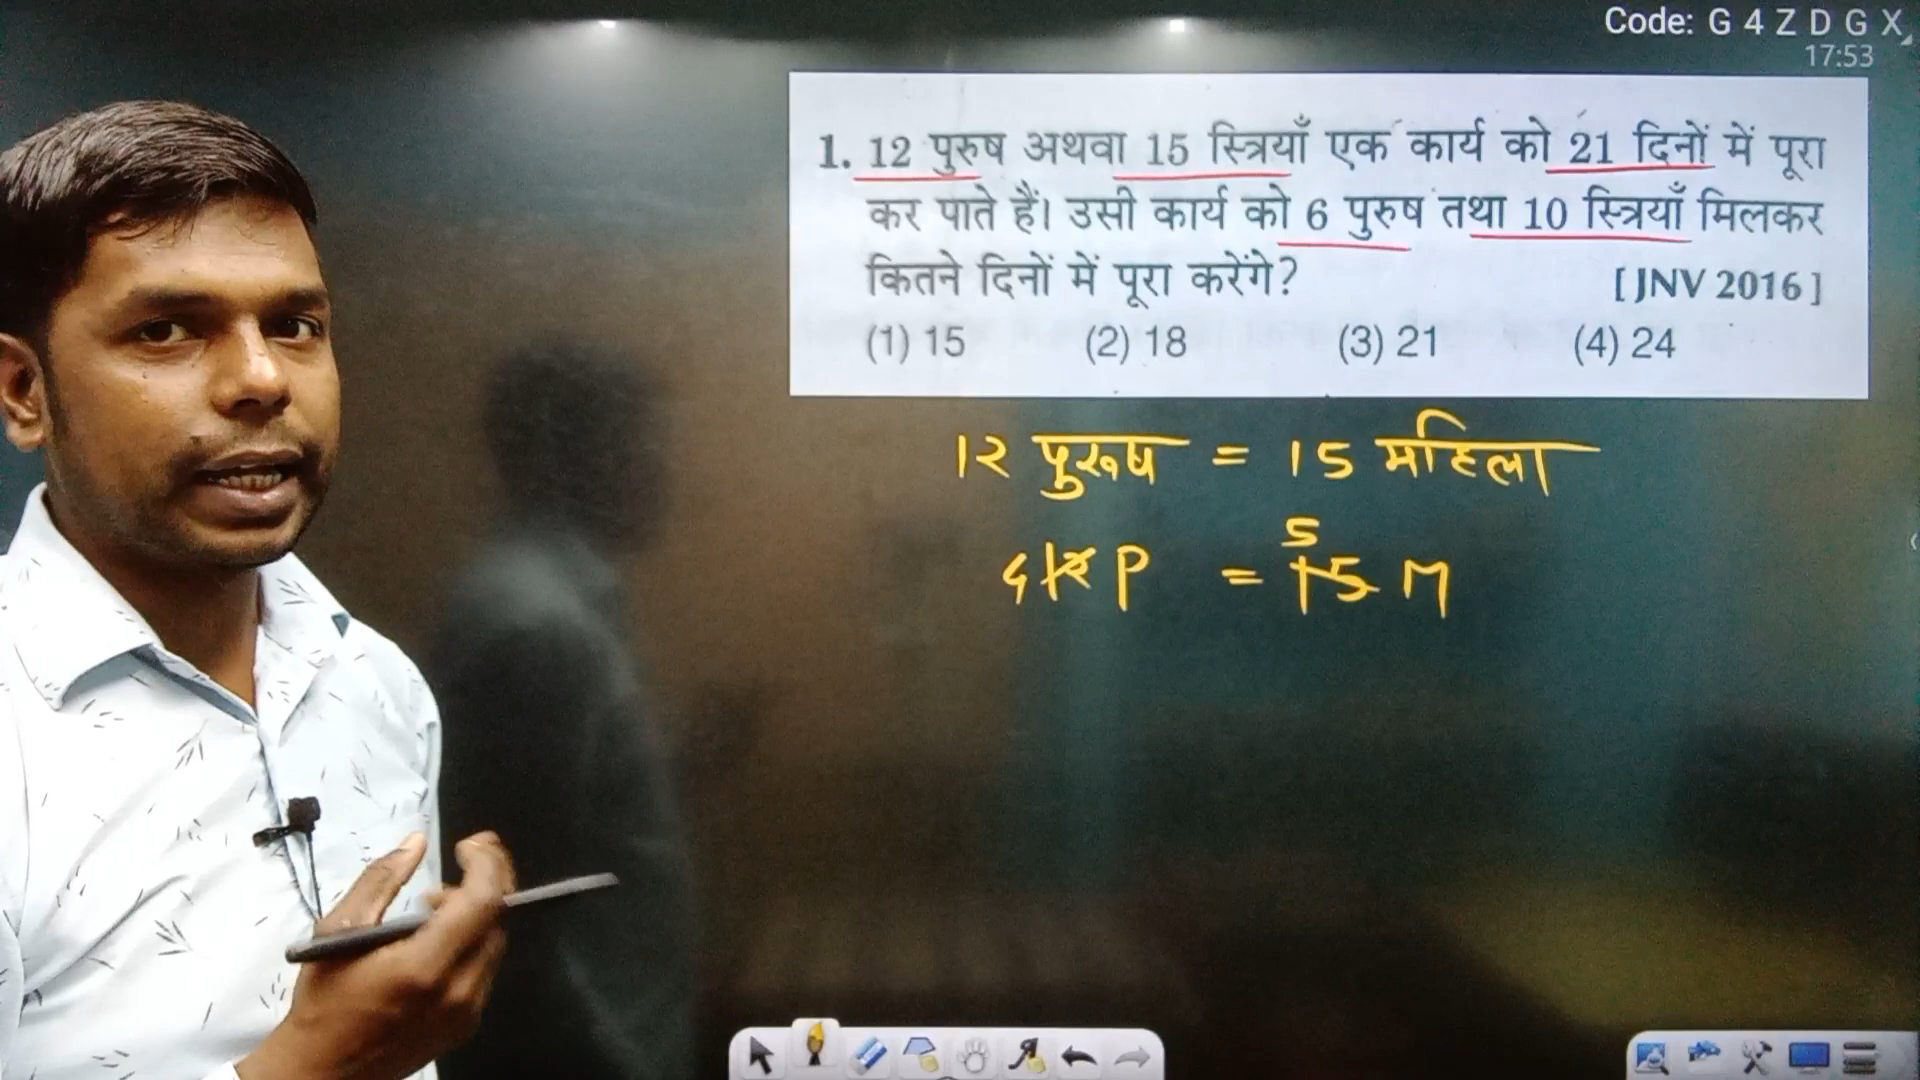 Code: G 4 Z D G X
17:53
1. 12 पुरुष अथवा 15 स्त्रियाँ एक कार्य को 21 दिनों में पूरा
कर पाते हैं। उसी कार्य को 6 पुरुष तथा 10 स्त्रियाँ मिलकर
कितने दिनों में पूरा करेंगे? [ JNV 2016 ]
(1) 15 (2) 18 (3) 21 (4) 24
12 पुरूष = 15 महिला
5
4 12 P = 15 M